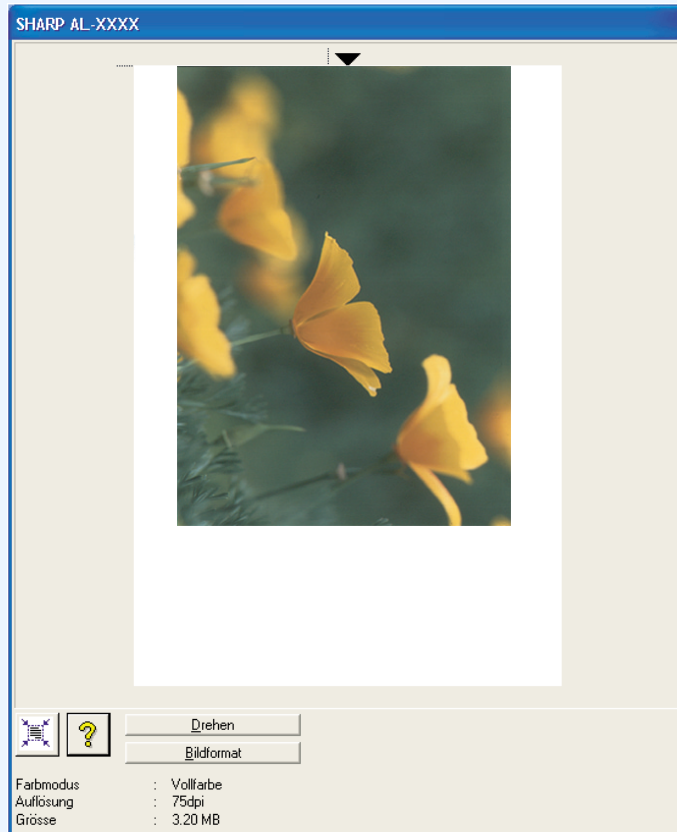 SHARP AL-XXXX
?
Drehen
Bildformat
Farbmodus : Vollfarbe
Auflösung : 75dpi
Grösse : 3.20 MB